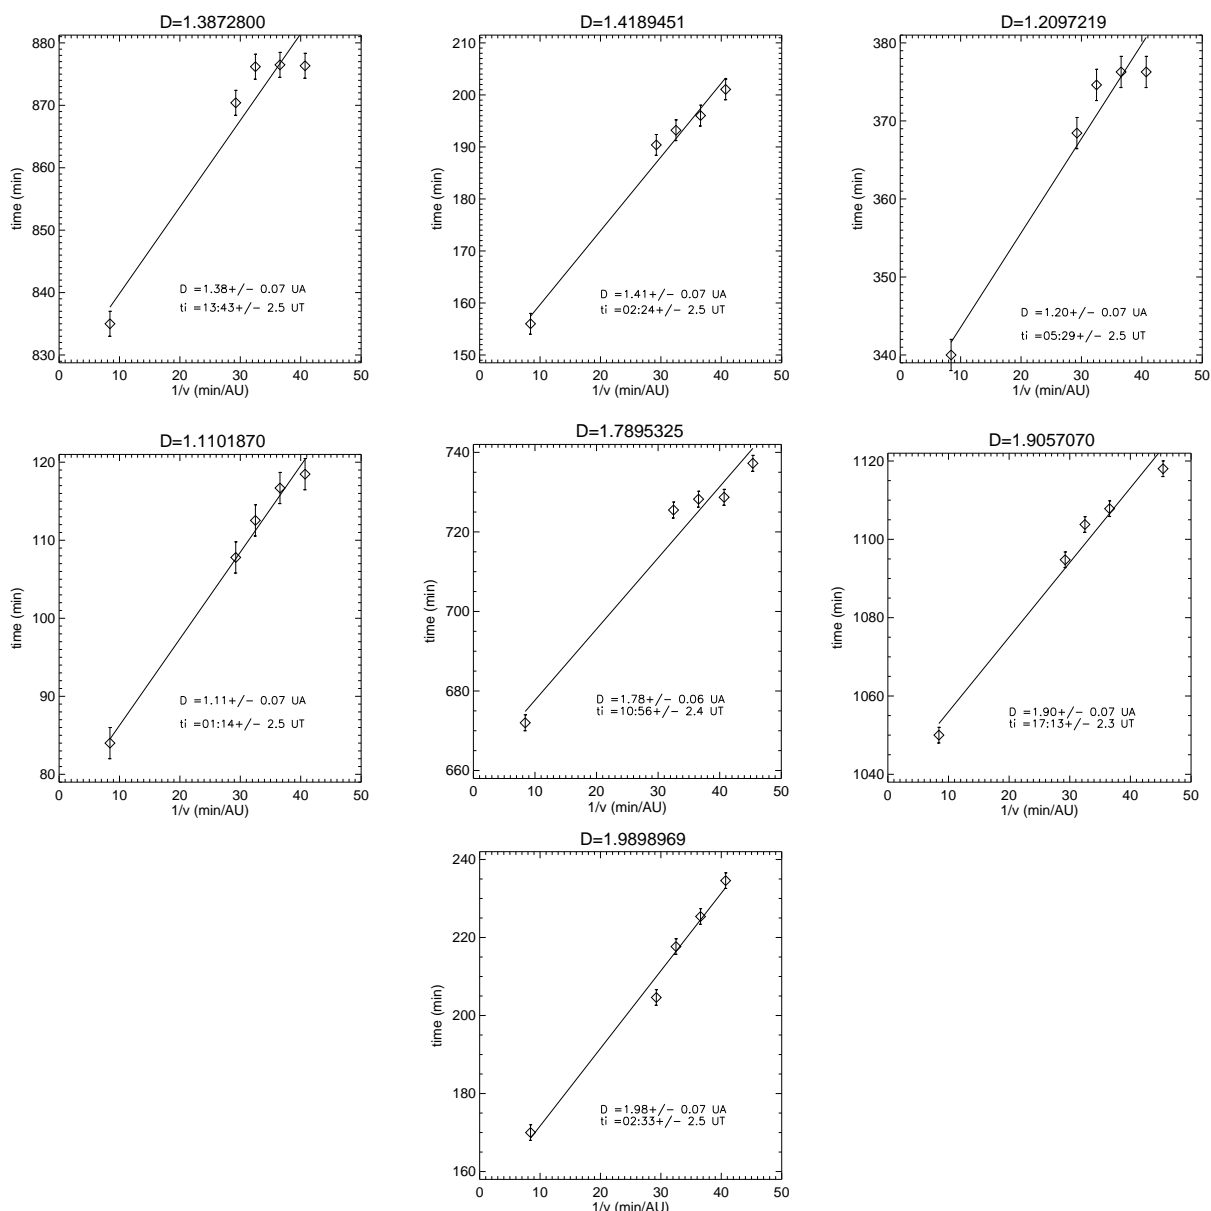 D=1.3872800
880
870
860
850
840
830
time (min)
D =1.38+/− 0.07 UA
ti =13:43+/− 2.5 UT
0 10 20 30 40 50
1/v (min/AU)
D=1.4189451
210
200
190
180
170
160
150
time (min)
D =1.41+/− 0.07 UA
ti =02:24+/− 2.5 UT
0 10 20 30 40 50
1/v (min/AU)
D=1.2097219
380
370
360
350
340
time (min)
D =1.20+/− 0.07 UA
ti =05:29+/− 2.5 UT
0 10 20 30 40 50
1/v (min/AU)
D=1.1101870
120
110
100
90
80
time (min)
D =1.11+/− 0.07 UA
ti =01:14+/− 2.5 UT
0 10 20 30 40 50
1/v (min/AU)
D=1.7895325
740
720
700
680
660
time (min)
D =1.78+/− 0.06 UA
ti =10:56+/− 2.4 UT
0 10 20 30 40 50
1/v (min/AU)
D=1.9057070
1120
1100
1080
1060
1040
time (min)
D =1.90+/− 0.07 UA
ti =17:13+/− 2.3 UT
0 10 20 30 40 50
1/v (min/AU)
D=1.9898969
240
220
200
180
160
time (min)
D =1.98+/− 0.07 UA
ti =02:33+/− 2.5 UT
0 10 20 30 40 50
1/v (min/AU)